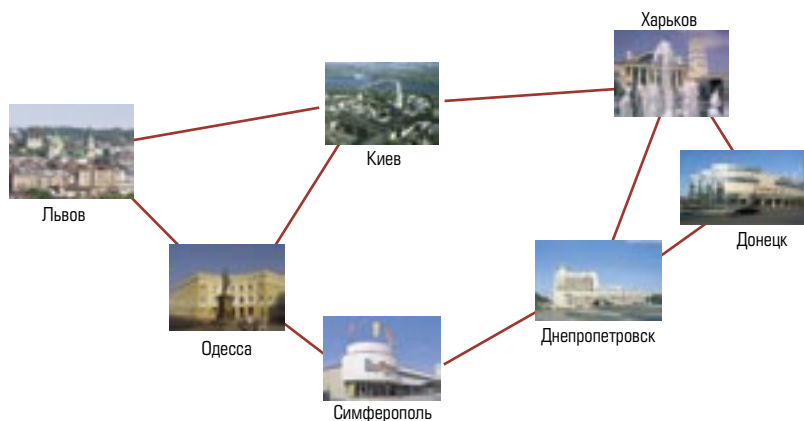 Харьков
Киев
Львов
Донецк
Одесса
Днепропетровск
Симферополь